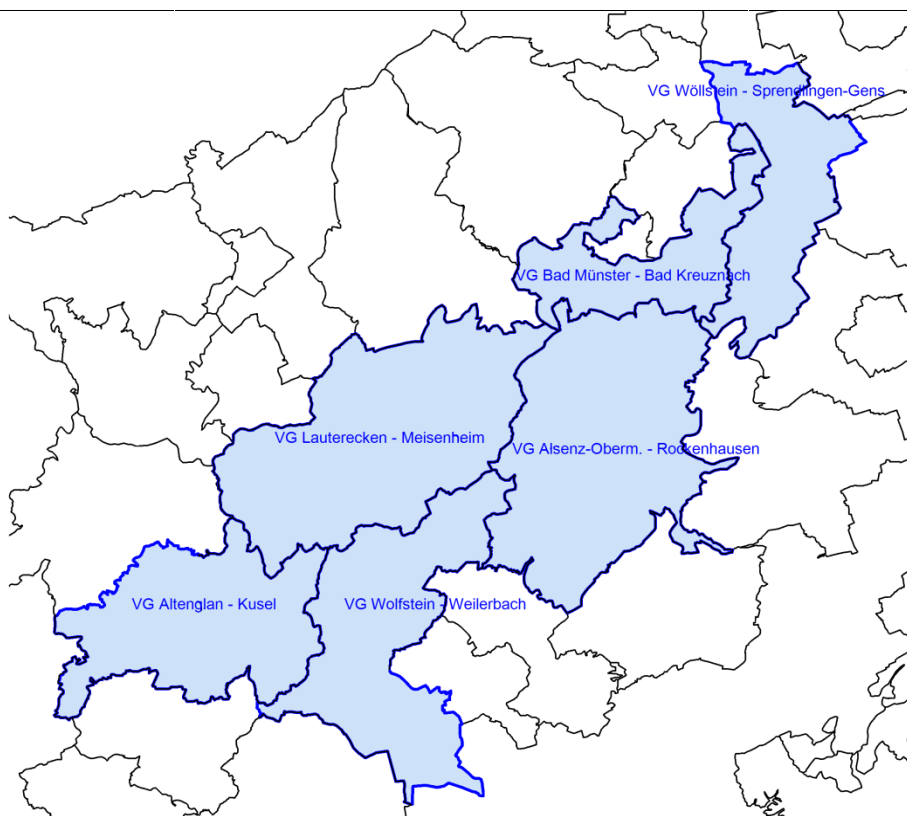 VG Wöllstein - Sprendlingen-Gens
VG Bad Münster - Bad Kreuznach
VG Lauterecken - Meisenheim
VG Alsenz-Oberm. - Rockenhausen
VG Altenglan - Kusel
VG Wolfstein - Weilerbach